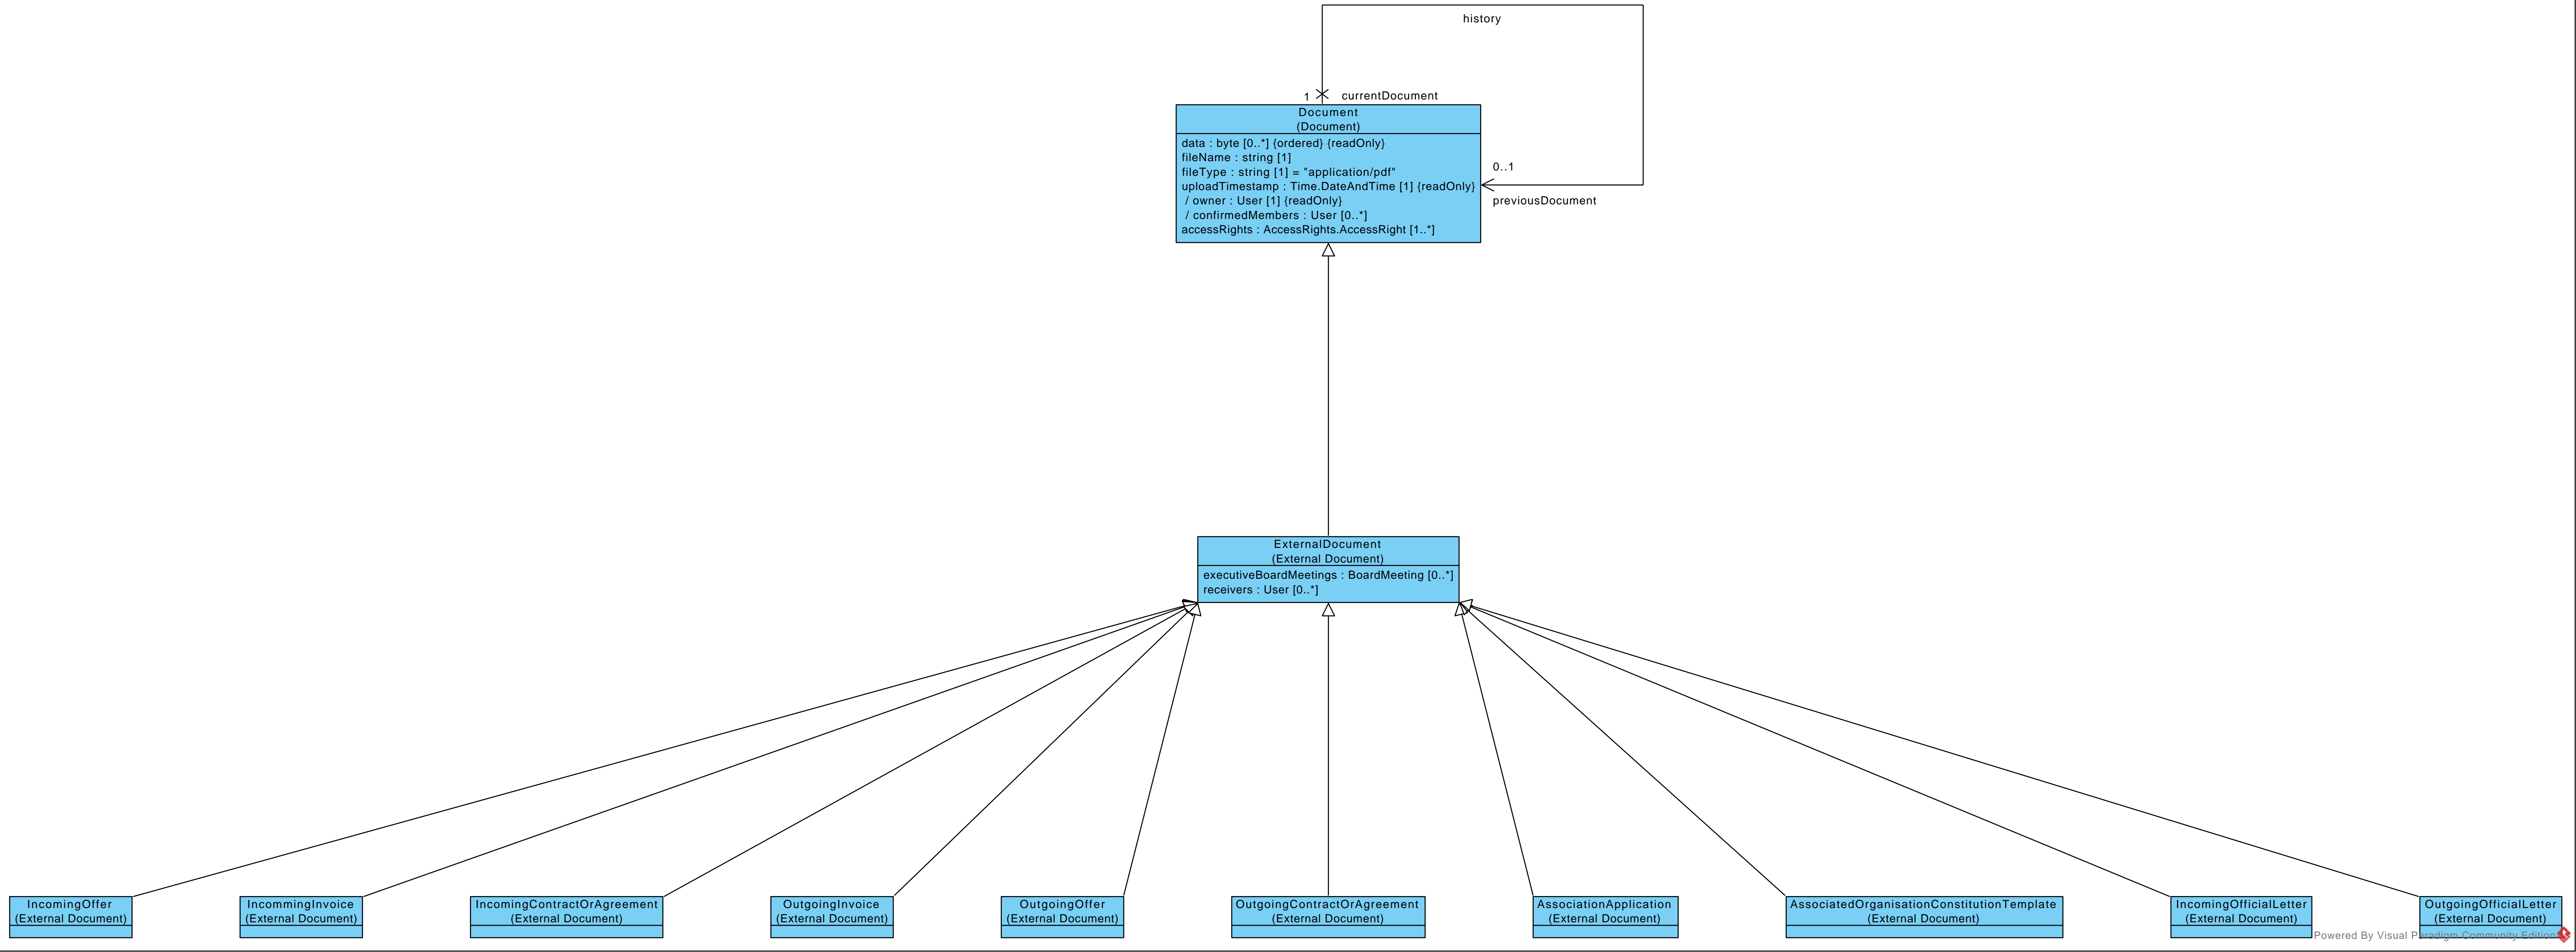 history
1
currentDocument
Document
(Document)
data : byte [0..*] {ordered} {readOnly}
fileName : string [1]
fileType : string [1] = "application/pdf"
uploadTimestamp : Time.DateAndTime [1] {readOnly}
/ owner : User [1] {readOnly}
/ confirmedMembers : User [0..*]
accessRights : AccessRights.AccessRight [1..*]
0..1
previousDocument
ExternalDocument
(External Document)
executiveBoardMeetings : BoardMeeting [0..*]
receivers : User [0..*]
IncomingOffer
(External Document)
IncommingInvoice
(External Document)
IncomingContractOrAgreement
(External Document)
OutgoingInvoice
(External Document)
OutgoingOffer
(External Document)
OutgoingContractOrAgreement
(External Document)
AssociationApplication
(External Document)
AssociatedOrganisationConstitutionTemplate
(External Document)
IncomingOfficialLetter
(External Document)
OutgoingOfficialLetter
(External Document)
Powered By Visual Paradigm Community Edition